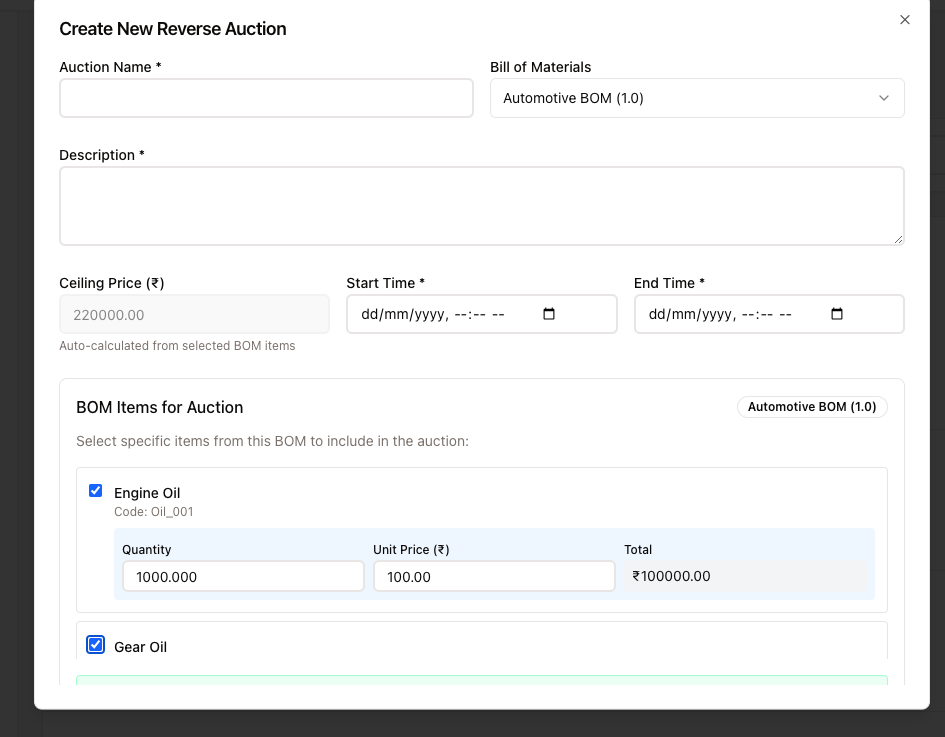 Create New Reverse Auction
Auction Name *
Bill of Materials
Automotive BOM (1.0)
Description *
Ceiling Price (₹)
Start Time *
End Time *
220000.00
dd/mm/yyyy, --:-- --
dd/mm/yyyy, --:-- --
Auto-calculated from selected BOM items
BOM Items for Auction
Automotive BOM (1.0)
Select specific items from this BOM to include in the auction:
Engine Oil
Code: Oil_001
Quantity
Unit Price (₹)
Total
1000.000
100.00
₹100000.00
Gear Oil